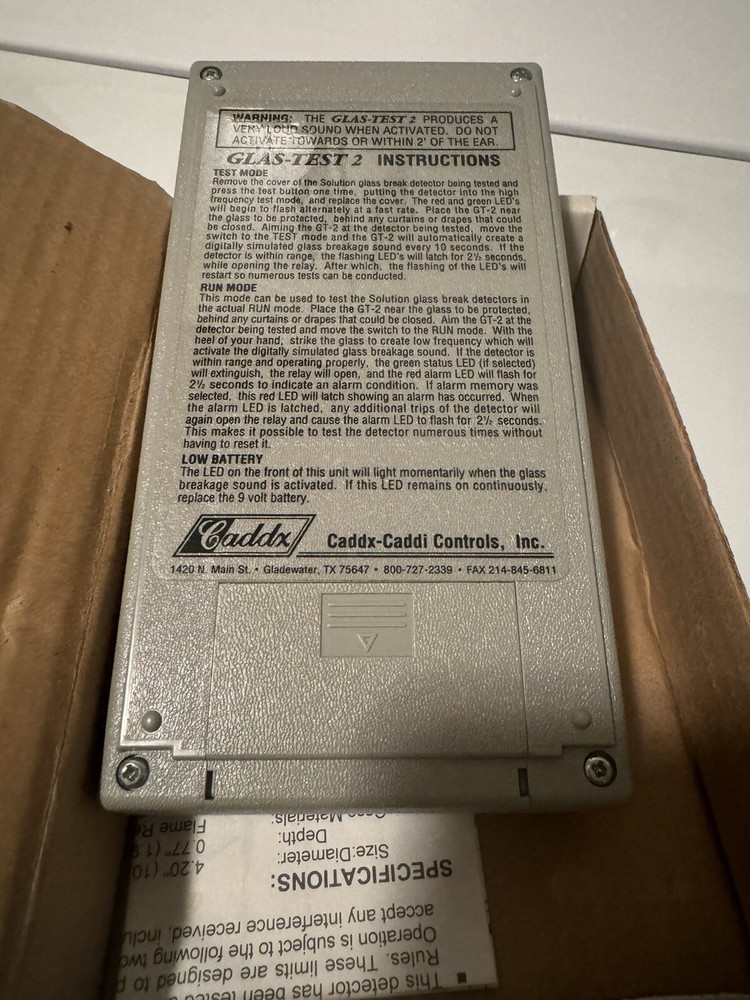 WARNING: THE GLAS-TEST 2 PRODUCES A
VERY LOUD SOUND WHEN ACTIVATED. DO NOT
ACTIVATE TOWARDS OR WITHIN 2' OF THE EAR.
GLAS-TEST 2 INSTRUCTIONS
TEST MODE
Remove the cover of the Solution glass break detector being tested and
press the test button one time, putting the detector into the high
frequency test mode, and replace the cover. The red and green LED's
will begin to flash alternately at a fast rate. Place the GT-2 near
the glass to be protected, behind any curtains or drapes that could
be closed. Aiming the GT-2 at the detector being tested, move the
switch to the TEST mode and the GT-2 will automatically create a
digitally simulated glass breakage sound every 10 seconds. If the
detector is within range, the flashing LED's will latch for 2½ seconds,
while opening the relay. After which, the flashing of the LED's will
restart so numerous tests can be conducted.
RUN MODE
This mode can be used to test the Solution glass break detectors in
the actual RUN mode. Place the GT-2 near the glass to be protected,
behind any curtains or drapes that could be closed. Aim the GT-2 at the
detector being tested and move the switch to the RUN mode. With the
heel of your hand, strike the glass to create low frequency which will
activate the digitally simulated glass breakage sound. If the detector is
within range and operating properly, the green status LED (if selected)
will extinguish, the relay will open, and the red alarm LED will flash for
2½ seconds to indicate an alarm condition. If alarm memory was
selected, this red LED will latch showing an alarm has occurred. When
the alarm LED is latched, any additional trips of the detector will
again open the relay and cause the alarm LED to flash for 2½ seconds.
This makes it possible to test the detector numerous times without
having to reset it.
LOW BATTERY
The LED on the front of this unit will light momentarily when the glass
breakage sound is activated. If this LED remains on continuously,
replace the 9 volt battery.
Caddx
Caddx-Caddi Controls, Inc.
1420 N. Main St. • Gladewater, TX 75647 • 800-727-2339 • FAX 214-845-6811
This detector has been
Rules. These limits are designed to
Operation is subject to the following
accept any interference received,
SPECIFICATIONS:
Size:Diameter: 4.20"
Depth: 0.77"
Case Materials: Flame